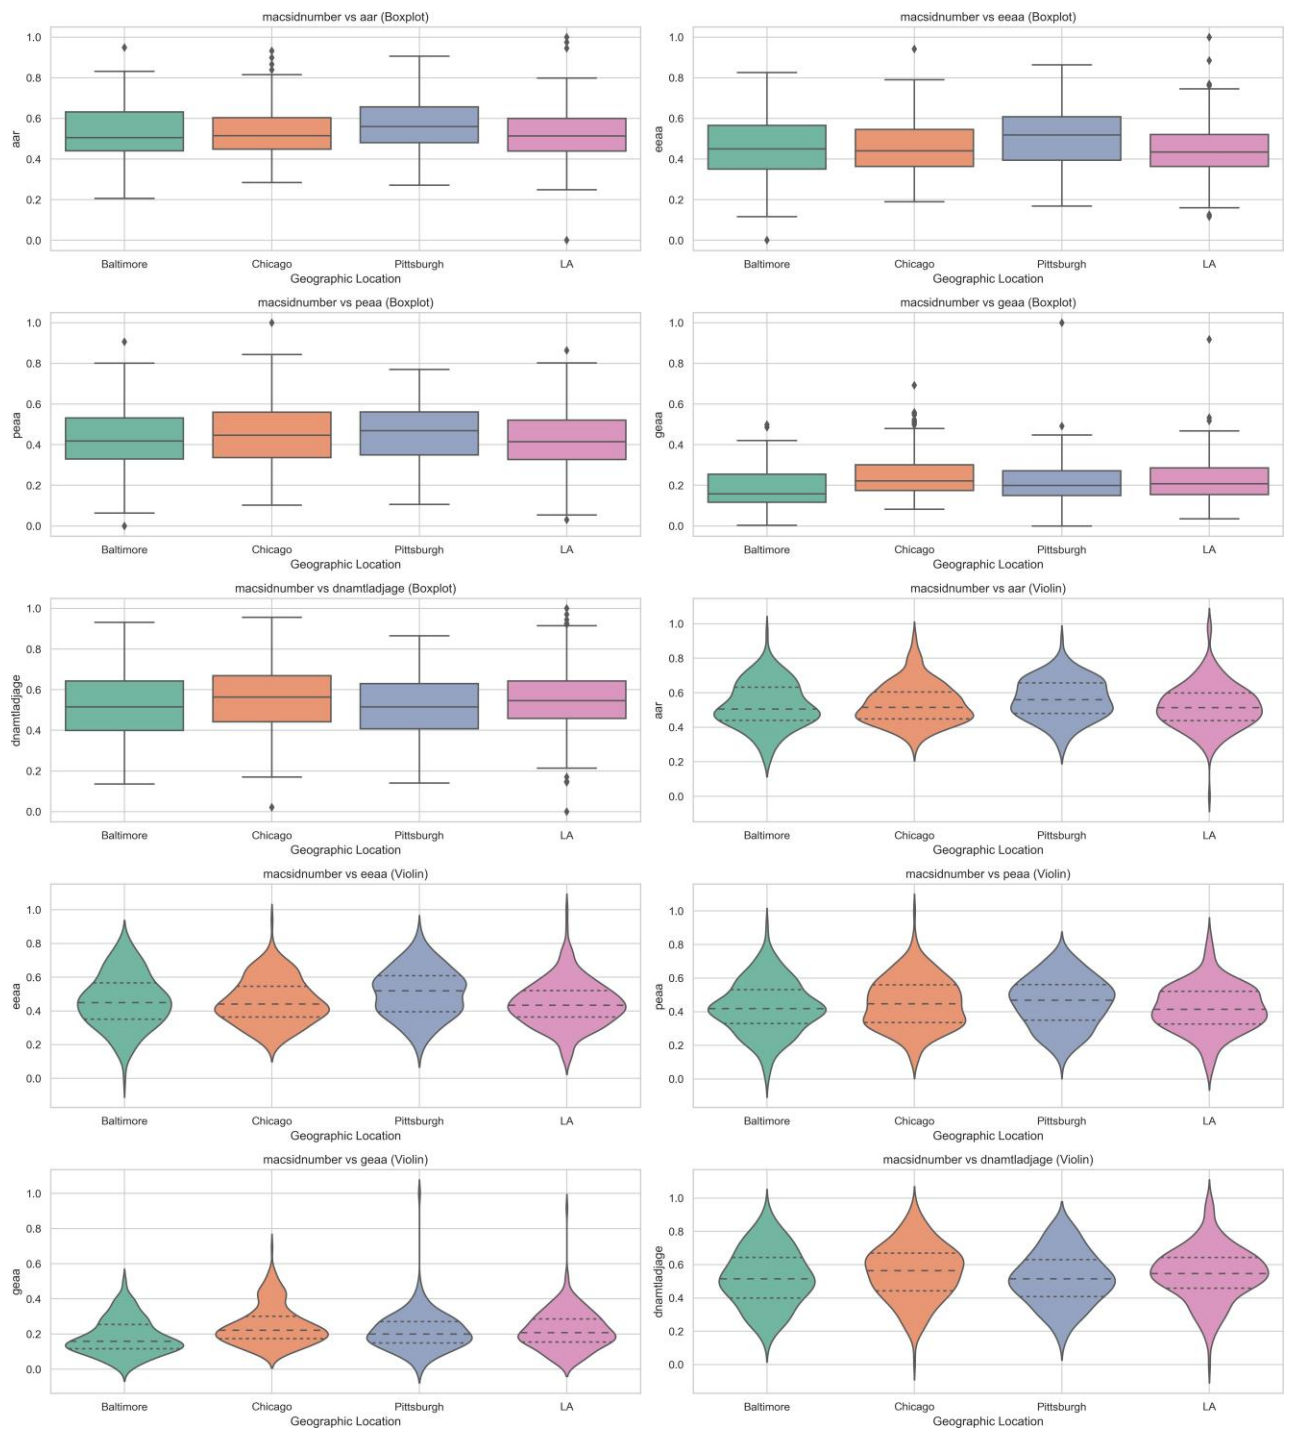 macsidnumber vs aar (Boxplot)
1.0
0.8
0.6
0.4
0.2
0.0
aar
Baltimore Chicago Pittsburgh LA
Geographic Location
macsidnumber vs eeaa (Boxplot)
1.0
0.8
0.6
0.4
0.2
0.0
eeaa
Baltimore Chicago Pittsburgh LA
Geographic Location
macsidnumber vs peaa (Boxplot)
1.0
0.8
0.6
0.4
0.2
0.0
peaa
Baltimore Chicago Pittsburgh LA
Geographic Location
macsidnumber vs geaa (Boxplot)
1.0
0.8
0.6
0.4
0.2
0.0
geaa
Baltimore Chicago Pittsburgh LA
Geographic Location
macsidnumber vs dnamtladjage (Boxplot)
1.0
0.8
0.6
0.4
0.2
0.0
dnamtladjage
Baltimore Chicago Pittsburgh LA
Geographic Location
macsidnumber vs aar (Violin)
1.0
0.8
0.6
0.4
0.2
0.0
aar
Baltimore Chicago Pittsburgh LA
Geographic Location
macsidnumber vs eeaa (Violin)
1.0
0.8
0.6
0.4
0.2
0.0
eeaa
Baltimore Chicago Pittsburgh LA
Geographic Location
macsidnumber vs peaa (Violin)
1.0
0.8
0.6
0.4
0.2
0.0
peaa
Baltimore Chicago Pittsburgh LA
Geographic Location
macsidnumber vs geaa (Violin)
1.0
0.8
0.6
0.4
0.2
0.0
geaa
Baltimore Chicago Pittsburgh LA
Geographic Location
macsidnumber vs dnamtladjage (Violin)
1.0
0.8
0.6
0.4
0.2
0.0
dnamtladjage
Baltimore Chicago Pittsburgh LA
Geographic Location